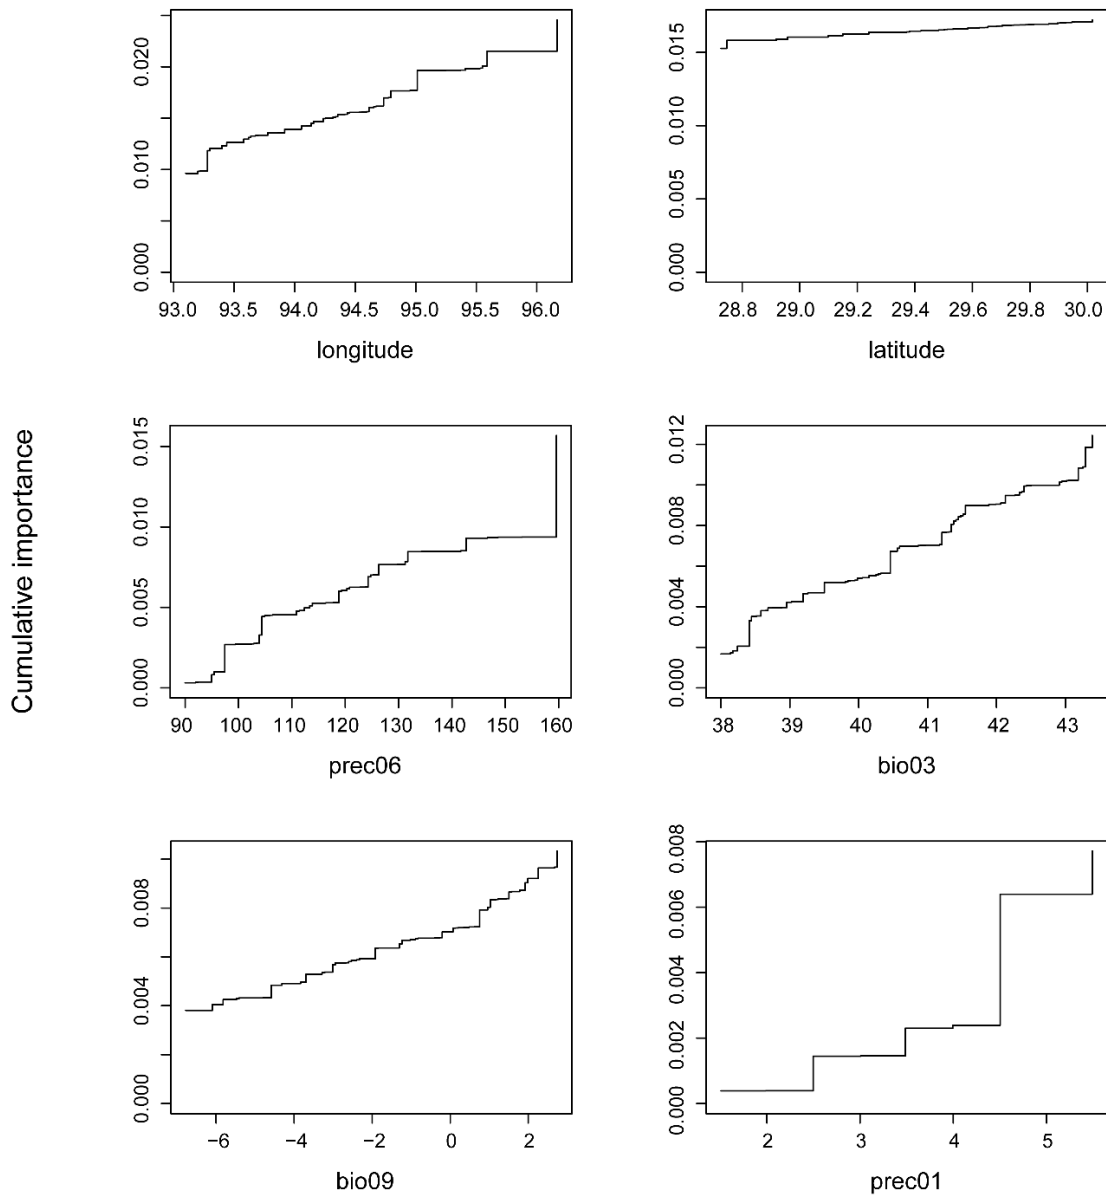 Cumulative importance
0.000 0.010 0.020
93.0 93.5 94.0 94.5 95.0 95.5 96.0
longitude
0.000 0.005 0.010 0.015
28.8 29.0 29.2 29.4 29.6 29.8 30.0
latitude
0.000 0.005 0.010 0.015
90 100 110 120 130 140 150 160
prec06
0.000 0.004 0.008 0.012
38 39 40 41 42 43
bio03
0.000 0.004 0.008
−6 −4 −2 0 2
bio09
0.000 0.002 0.004 0.006 0.008
2 3 4 5
prec01